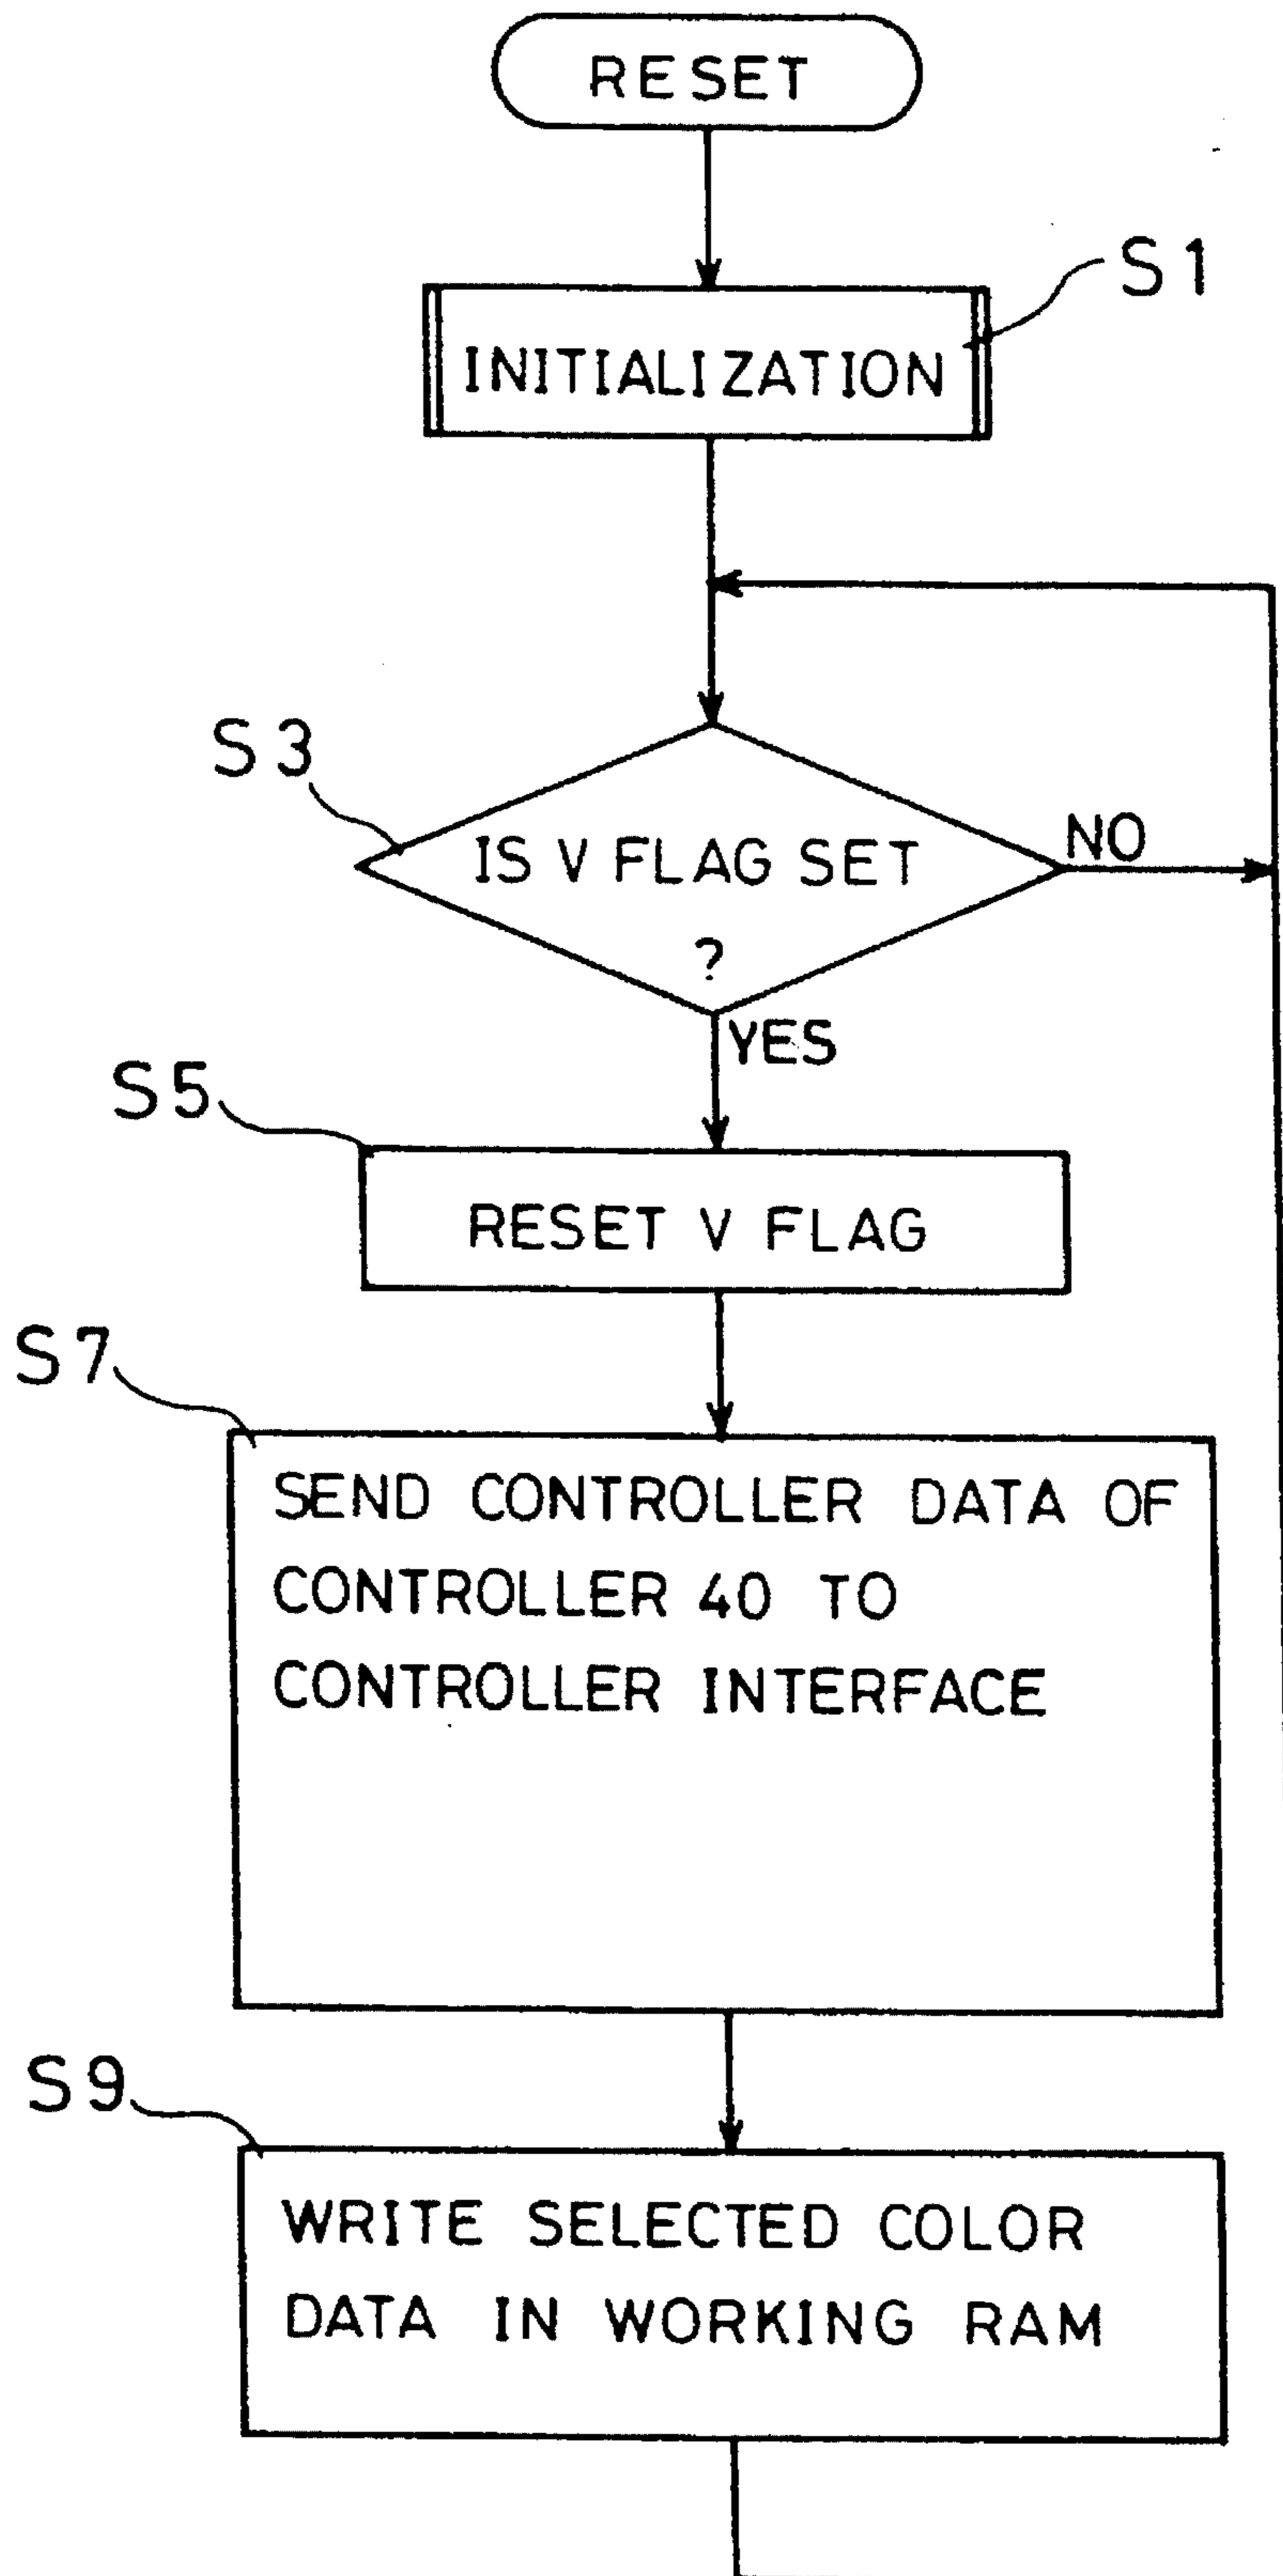 RESET
S1
INITIALIZATION
S3
IS V FLAG SET
?
NO
YES
S5
RESET V FLAG
S7
SEND CONTROLLER DATA OF
CONTROLLER 40 TO
CONTROLLER INTERFACE
S9
WRITE SELECTED COLOR
DATA IN WORKING RAM